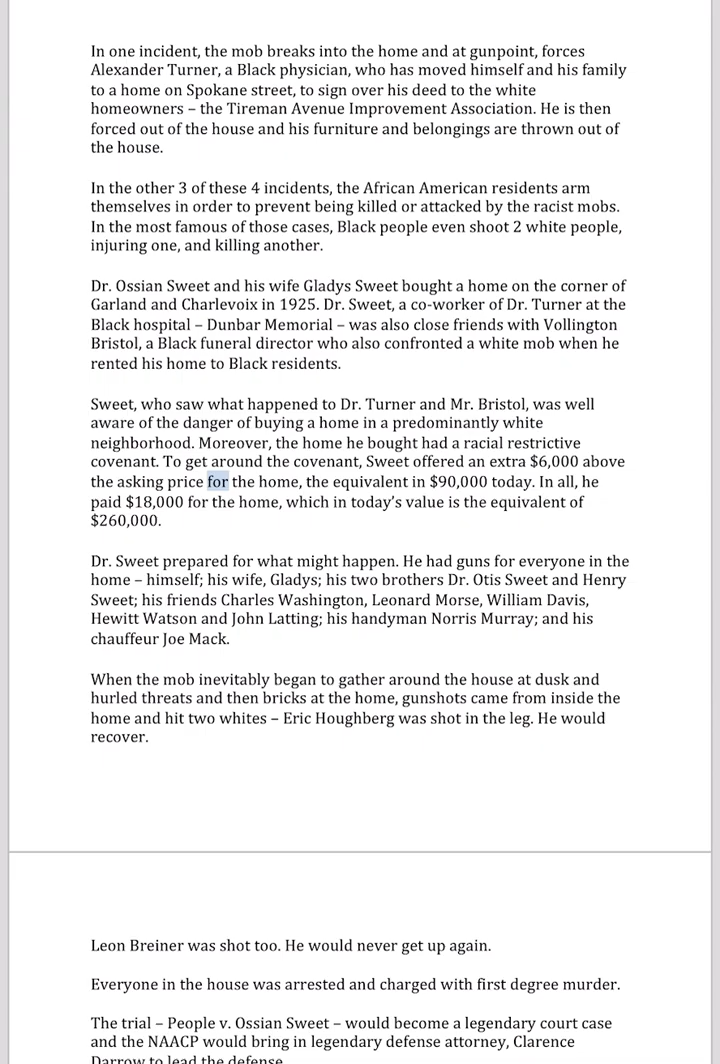 In one incident, the mob breaks into the home and at gunpoint, forces
Alexander Turner, a Black physician, who has moved himself and his family
to a home on Spokane street, to sign over his deed to the white
homeowners – the Tireman Avenue Improvement Association. He is then
forced out of the house and his furniture and belongings are thrown out of
the house.
In the other 3 of these 4 incidents, the African American residents arm
themselves in order to prevent being killed or attacked by the racist mobs.
In the most famous of those cases, Black people even shoot 2 white people,
injuring one, and killing another.
Dr. Ossian Sweet and his wife Gladys Sweet bought a home on the corner of
Garland and Charlevoix in 1925. Dr. Sweet, a co-worker of Dr. Turner at the
Black hospital – Dunbar Memorial – was also close friends with Vollington
Bristol, a Black funeral director who also confronted a white mob when he
rented his home to Black residents.
Sweet, who saw what happened to Dr. Turner and Mr. Bristol, was well
aware of the danger of buying a home in a predominantly white
neighborhood. Moreover, the home he bought had a racial restrictive
covenant. To get around the covenant, Sweet offered an extra $6,000 above
the asking price for the home, the equivalent in $90,000 today. In all, he
paid $18,000 for the home, which in today’s value is the equivalent of
$260,000.
Dr. Sweet prepared for what might happen. He had guns for everyone in the
home – himself; his wife, Gladys; his two brothers Dr. Otis Sweet and Henry
Sweet; his friends Charles Washington, Leonard Morse, William Davis,
Hewitt Watson and John Latting; his handyman Norris Murray; and his
chauffeur Joe Mack.
When the mob inevitably began to gather around the house at dusk and
hurled threats and then bricks at the home, gunshots came from inside the
home and hit two whites – Eric Houghberg was shot in the leg. He would
recover.
Leon Breiner was shot too. He would never get up again.
Everyone in the house was arrested and charged with first degree murder.
The trial – People v. Ossian Sweet – would become a legendary court case
and the NAACP would bring in legendary defense attorney, Clarence
Darrow to lead the defense.